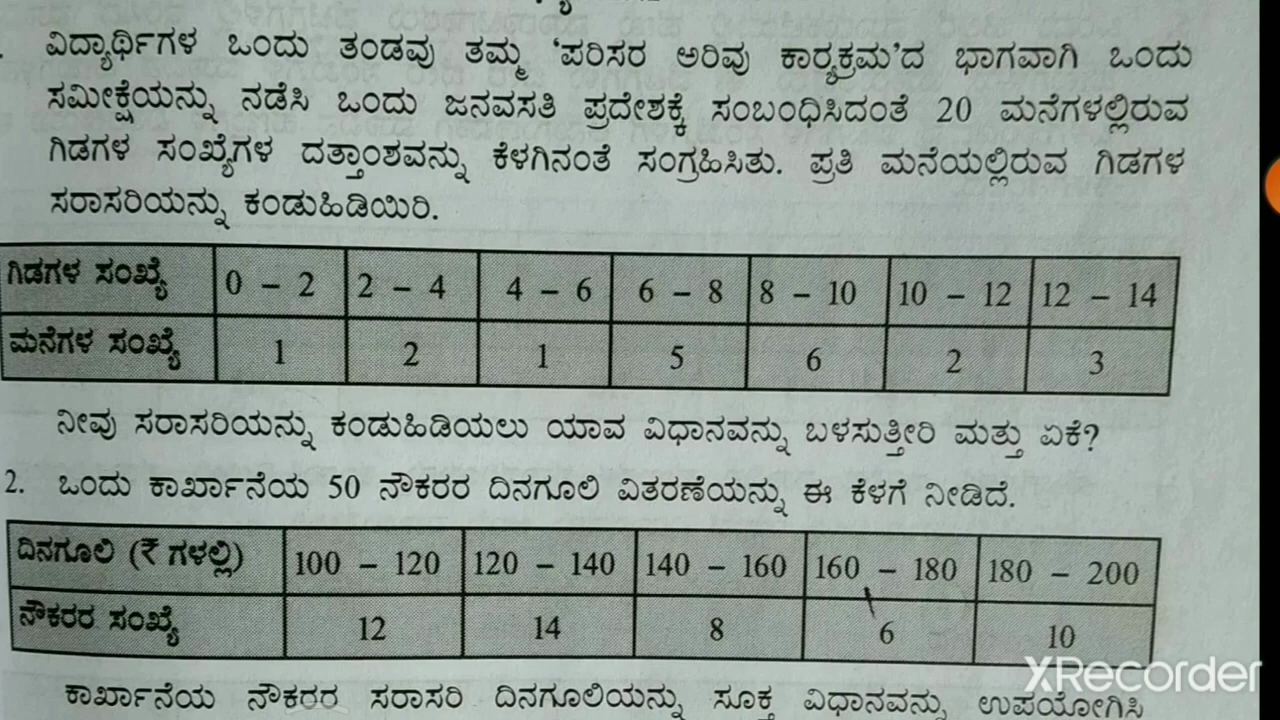 ವಿದ್ಯಾರ್ಥಿಗಳ ಒಂದು ತಂಡವು ತಮ್ಮ ‘ಪರಿಸರ ಅರಿವು ಕಾರ್‍ಯಕ್ರಮ’ದ ಭಾಗವಾಗಿ ಒಂದು
ಸಮೀಕ್ಷೆಯನ್ನು ನಡೆಸಿ ಒಂದು ಜನವಸತಿ ಪ್ರದೇಶಕ್ಕೆ ಸಂಬಂಧಿಸಿದಂತೆ 20 ಮನೆಗಳಲ್ಲಿರುವ
ಗಿಡಗಳ ಸಂಖ್ಯೆಗಳ ದತ್ತಾಂಶವನ್ನು ಕೆಳಗಿನಂತೆ ಸಂಗ್ರಹಿಸಿತು. ಪ್ರತಿ ಮನೆಯಲ್ಲಿರುವ ಗಿಡಗಳ
ಸರಾಸರಿಯನ್ನು ಕಂಡುಹಿಡಿಯಿರಿ.
ಗಿಡಗಳ ಸಂಖ್ಯೆ 0 – 2 2 – 4 4 – 6 6 – 8 8 – 10 10 – 12 12 – 14
ಮನೆಗಳ ಸಂಖ್ಯೆ 1 2 1 5 6 2 3
ನೀವು ಸರಾಸರಿಯನ್ನು ಕಂಡುಹಿಡಿಯಲು ಯಾವ ವಿಧಾನವನ್ನು ಬಳಸುತ್ತೀರಿ ಮತ್ತು ಏಕೆ?
2. ಒಂದು ಕಾರ್ಖಾನೆಯ 50 ನೌಕರರ ದಿನಗೂಲಿ ವಿತರಣೆಯನ್ನು ಈ ಕೆಳಗೆ ನೀಡಿದೆ.
ದಿನಗೂಲಿ (₹ ಗಳಲ್ಲಿ) 100 – 120 120 – 140 140 – 160 160 – 180 180 – 200
ನೌಕರರ ಸಂಖ್ಯೆ 12 14 8 6 10
ಕಾರ್ಖಾನೆಯ ನೌಕರರ ಸರಾಸರಿ ದಿನಗೂಲಿಯನ್ನು ಸೂಕ್ತ ವಿಧಾನವನ್ನು ಉಪಯೋಗಿಸಿ
XRecorder